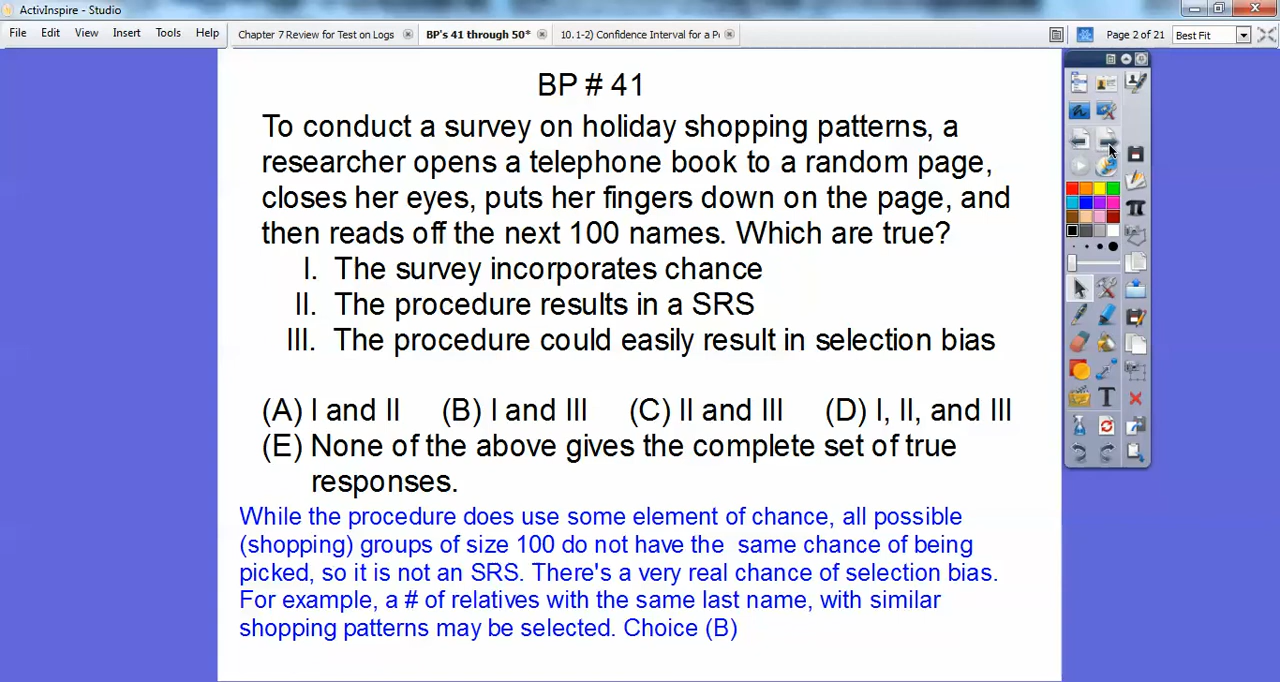 ActivInspire - Studio
File Edit View Insert Tools Help
Chapter 7 Review for Test on Logs
BP's 41 through 50*
10.1-2) Confidence Interval for a P
Page 2 of 21
Best Fit
BP # 41
To conduct a survey on holiday shopping patterns, a
researcher opens a telephone book to a random page,
closes her eyes, puts her fingers down on the page, and
then reads off the next 100 names. Which are true?
I. The survey incorporates chance
II. The procedure results in a SRS
III. The procedure could easily result in selection bias
(A) I and II (B) I and III (C) II and III (D) I, II, and III
(E) None of the above gives the complete set of true
responses.
While the procedure does use some element of chance, all possible
(shopping) groups of size 100 do not have the same chance of being
picked, so it is not an SRS. There's a very real chance of selection bias.
For example, a # of relatives with the same last name, with similar
shopping patterns may be selected. Choice (B)